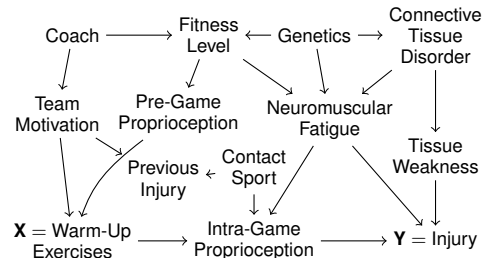 Coach
Fitness
Level
Genetics
Connective
Tissue
Disorder
Team
Motivation
Pre-Game
Proprioception
Neuromuscular
Fatigue
Previous
Injury
Contact
Sport
Tissue
Weakness
X = Warm-Up
Exercises
Intra-Game
Proprioception
Y = Injury